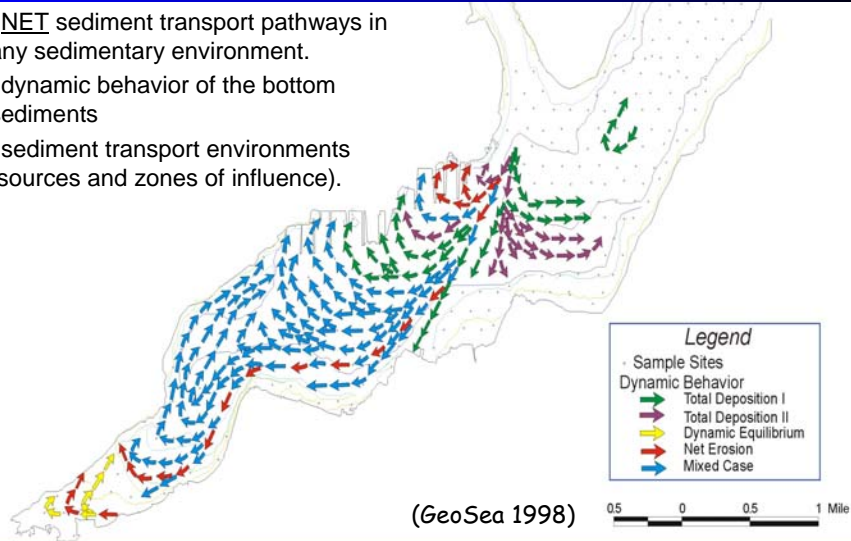 NET sediment transport pathways in
any sedimentary environment.
dynamic behavior of the bottom
sediments
sediment transport environments
sources and zones of influence).
Legend
Sample Sites
Dynamic Behavior
Total Deposition I
Total Deposition II
Dynamic Equilibrium
Net Erosion
Mixed Case
(GeoSea 1998)
0.5 0 0.5 1 Mile